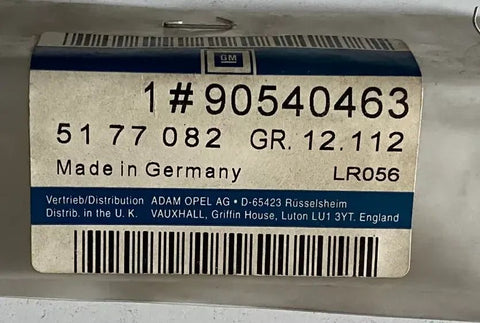 GM
1 # 90540463
51 77 082 GR. 12.112
Made in Germany LR056
Vertrieb/Distribution ADAM OPEL AG • D-65423 Rüsselsheim
Distrib. in the U. K. VAUXHALL, Griffin House, Luton LU1 3YT. England